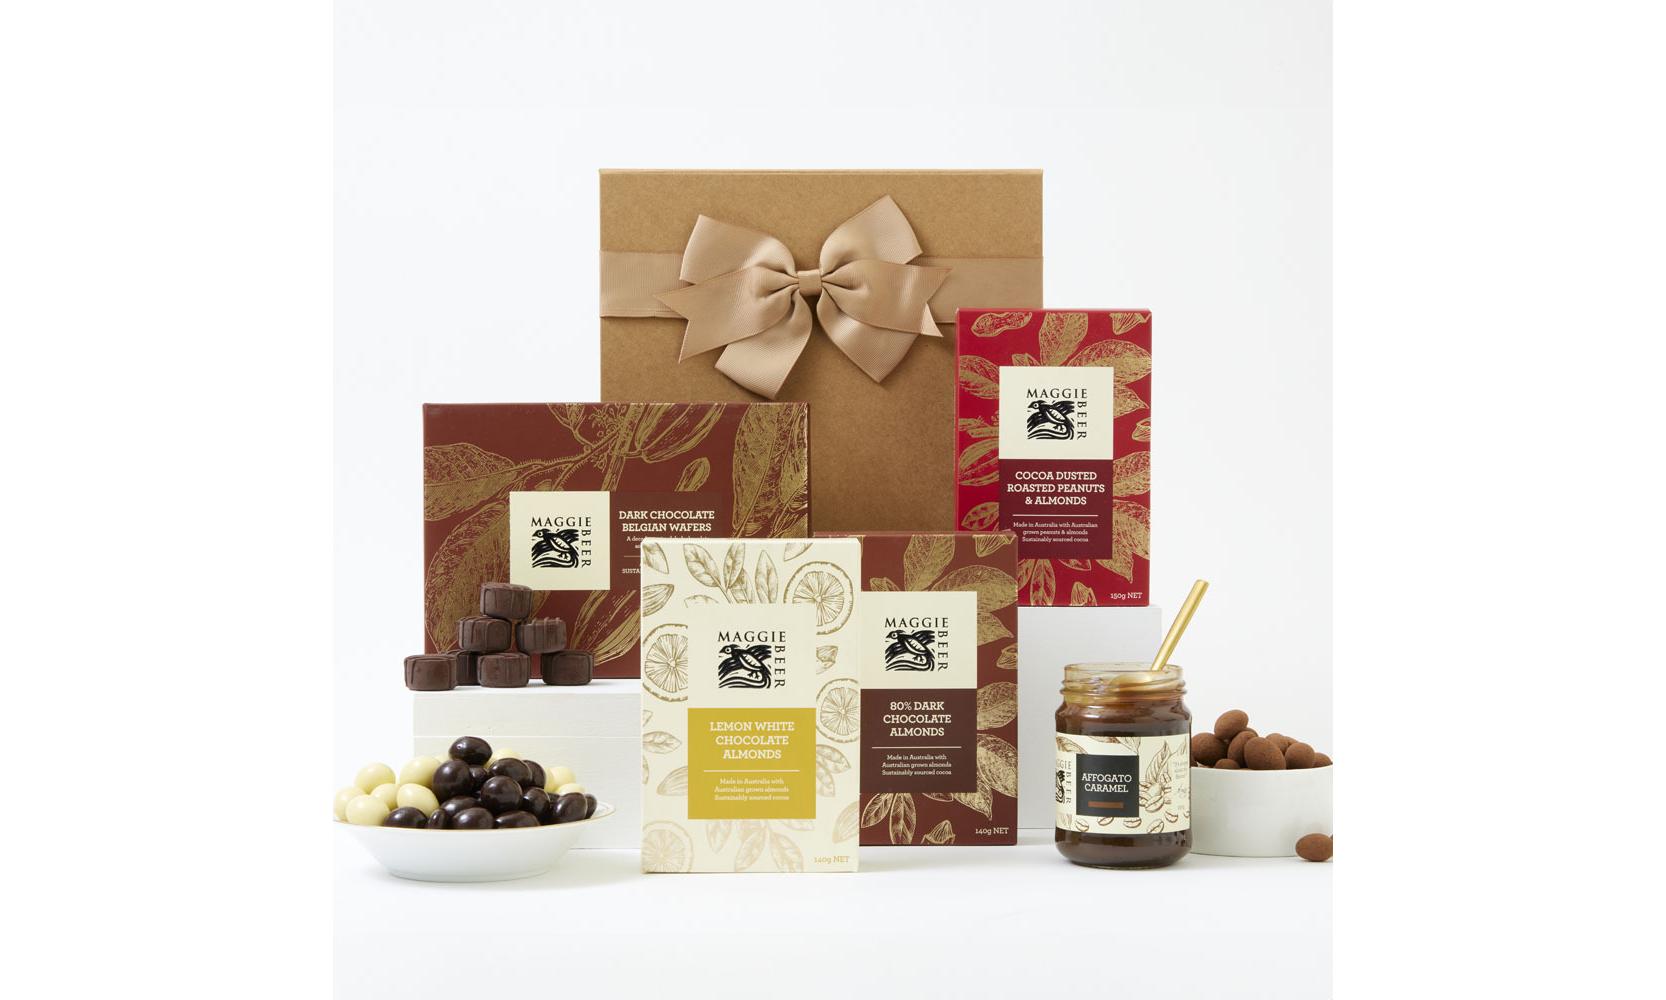 MAGGIE
BEER
COCOA DUSTED
ROASTED PEANUTS
& ALMONDS
Made in Australia with Australian
grown peanuts & almonds
Sustainably sourced cocoa
150g NET
MAGGIE
BEER
DARK CHOCOLATE
BELGIAN WAFERS
MAGGIE
BEER
LEMON WHITE
CHOCOLATE
ALMONDS
Made in Australia with
Australian grown almonds
Sustainably sourced cocoa
140g NET
MAGGIE
BEER
80% DARK
CHOCOLATE
ALMONDS
Made in Australia with
Australian grown almonds
Sustainably sourced cocoa
140g NET
BEER
AFFOGATO
CARAMEL